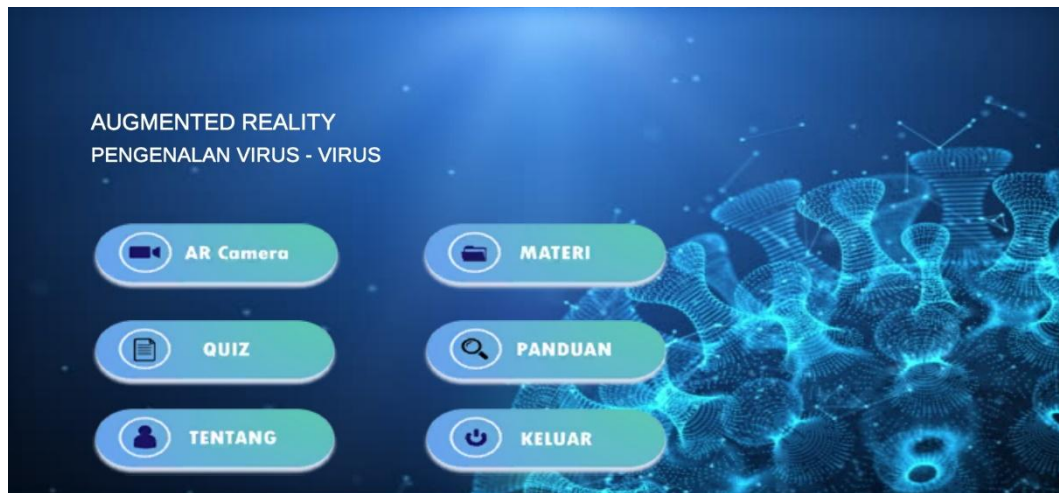 AUGMENTED REALITY
PENGENALAN VIRUS - VIRUS
AR Camera
MATERI
QUIZ
PANDUAN
TENTANG
KELUAR